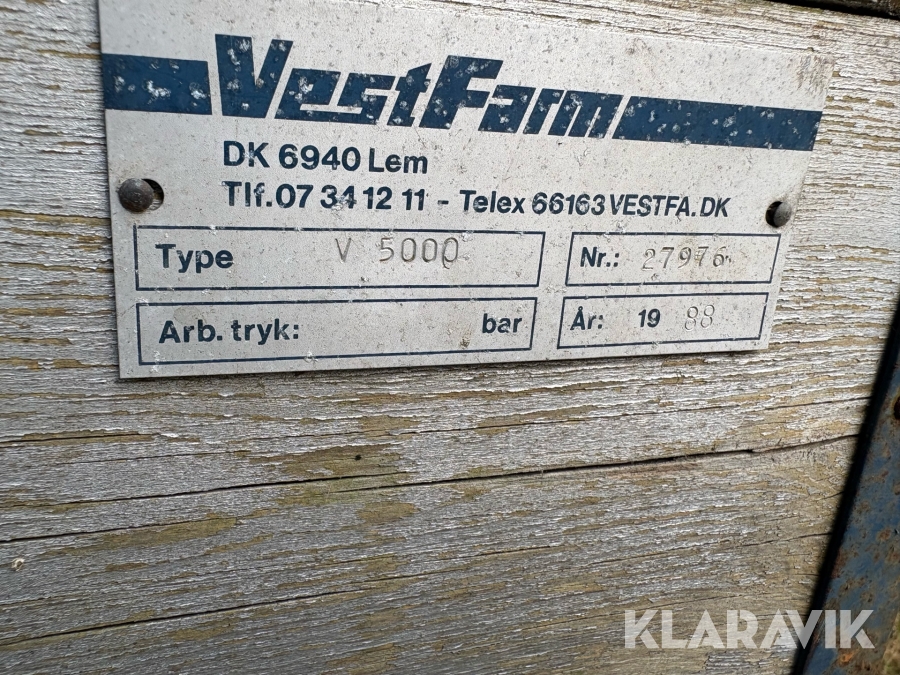 VestFarm
DK 6940 Lem
Tlf. 07 34 12 11 - Telex 66163 VESTFA. DK
Type V 5000 Nr.: 27976
Arb. tryk: bar År: 19 88
KLARAVIK